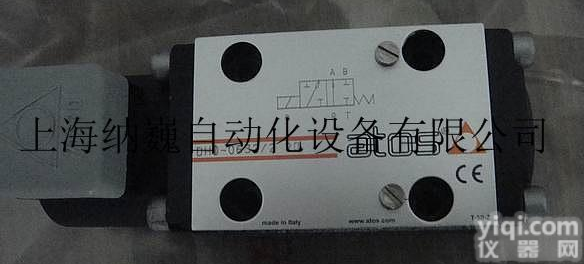 A B
T
上海纳巍自动化设备有限公司
atos
CE
made in Italy
www.atos.com
yiqi.com
仪器网